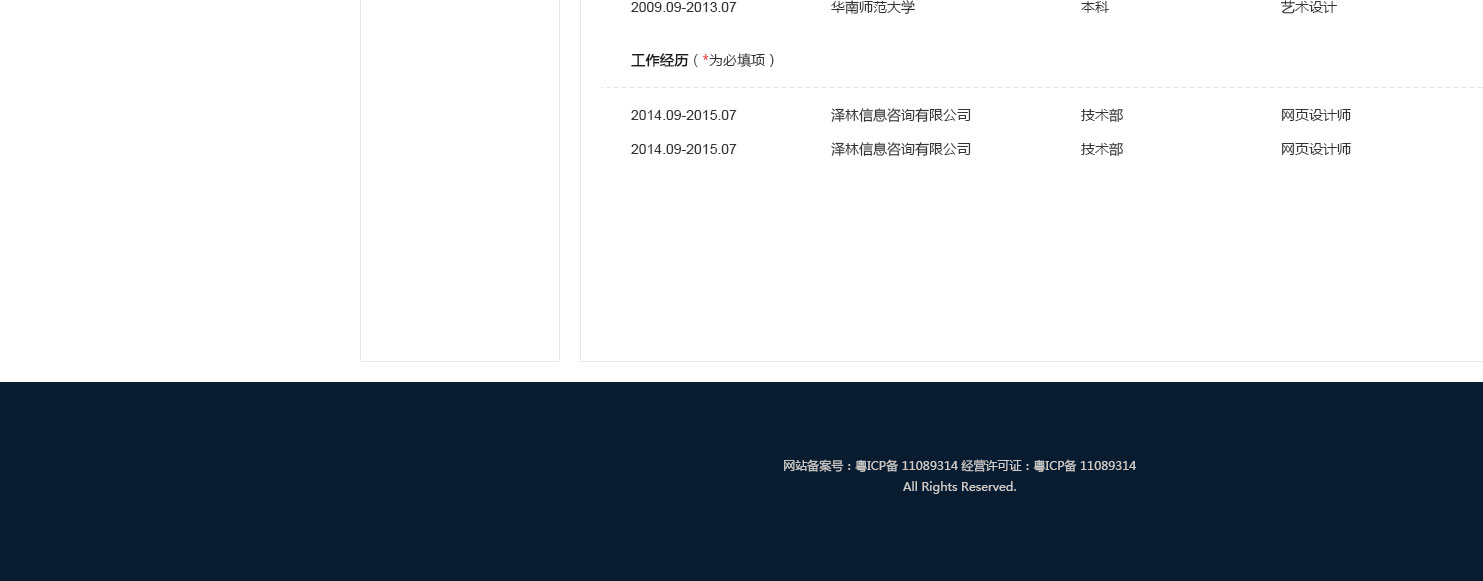 2009.09-2013.07 华南师范大学 本科 艺术设计
工作经历（*为必填项）
2014.09-2015.07 泽林信息咨询有限公司 技术部 网页设计师
2014.09-2015.07 泽林信息咨询有限公司 技术部 网页设计师
网站备案号：粤ICP备 11089314 经营许可证：粤ICP备 11089314
All Rights Reserved.